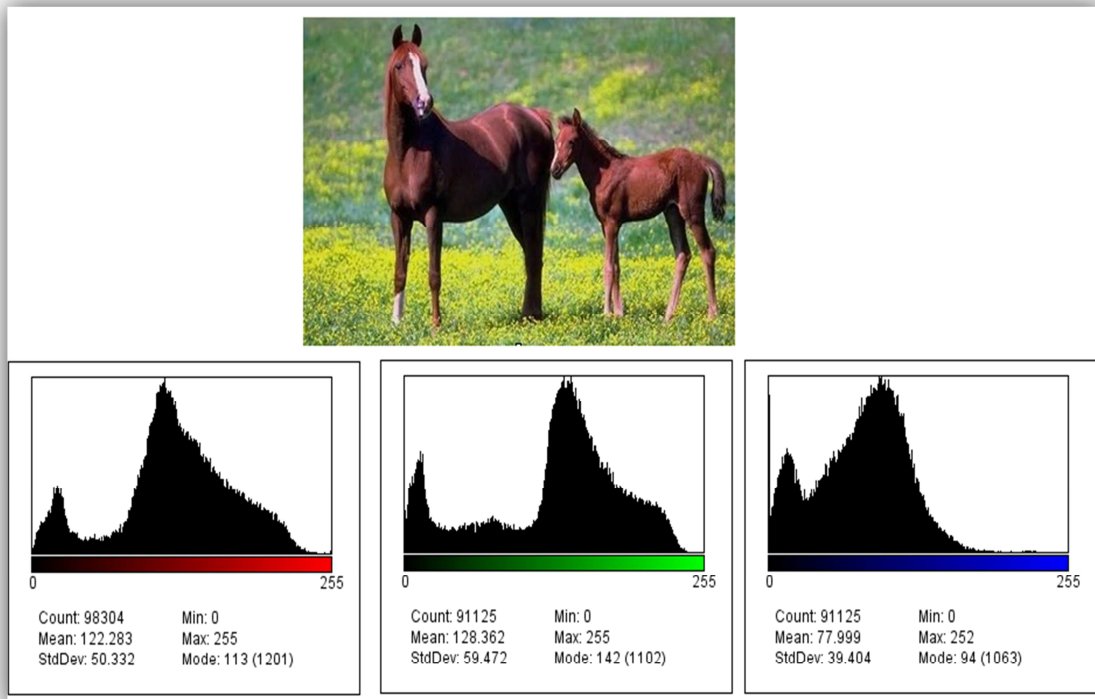 0 255
Count: 98304 Min: 0
Mean: 122.283 Max: 255
StdDev: 50.332 Mode: 113 (1201)
0 255
Count: 91125 Min: 0
Mean: 128.362 Max: 255
StdDev: 59.472 Mode: 142 (1102)
0 255
Count: 91125 Min: 0
Mean: 77.999 Max: 252
StdDev: 39.404 Mode: 94 (1063)